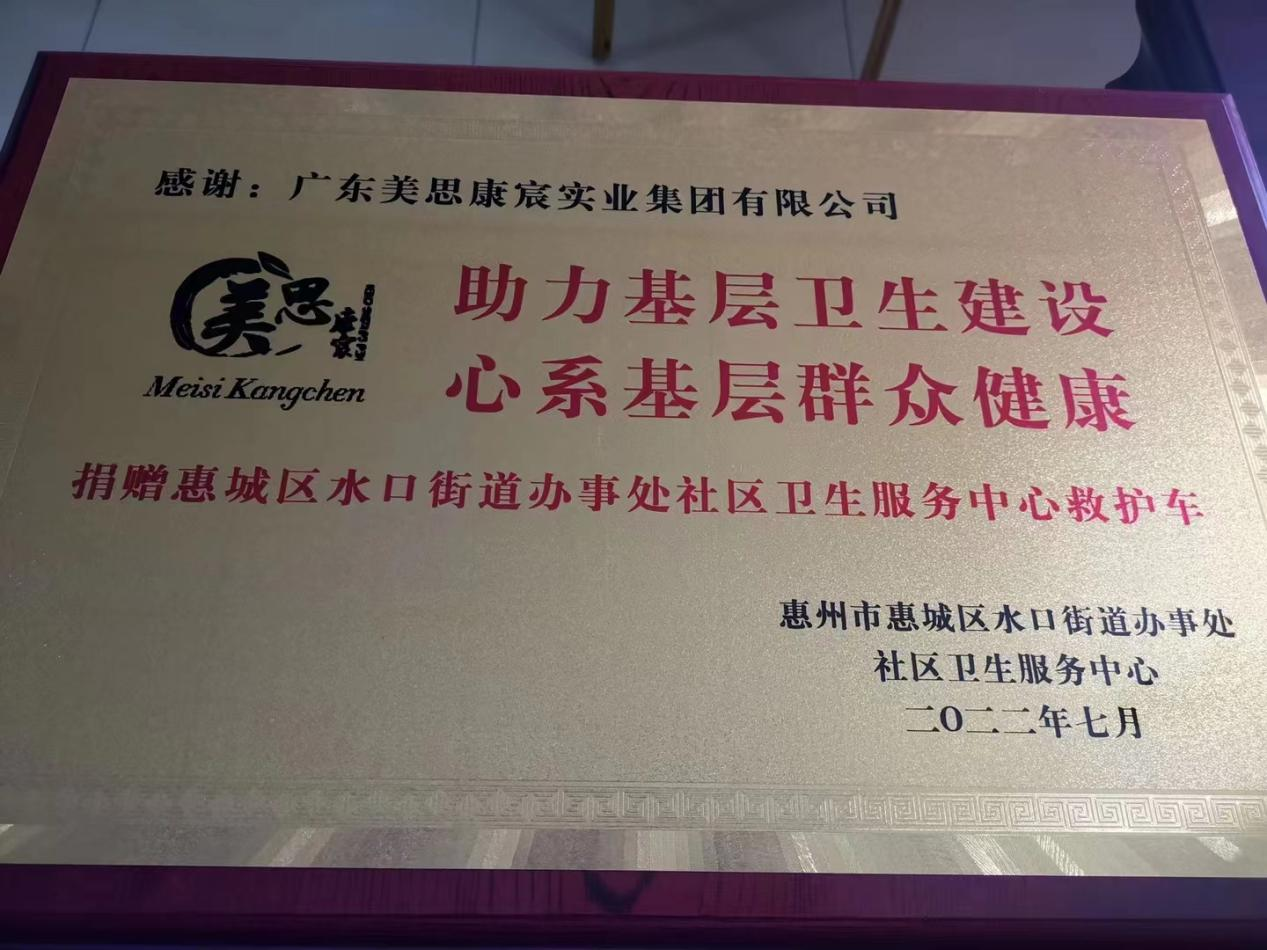 感谢：广东美思康宸实业集团有限公司
美思康宸
Meisi Kangchen
助力基层卫生建设
心系基层群众健康
捐赠惠城区水口街道办事处社区卫生服务中心救护车
惠州市惠城区水口街道办事处
社区卫生服务中心
二〇二二年七月